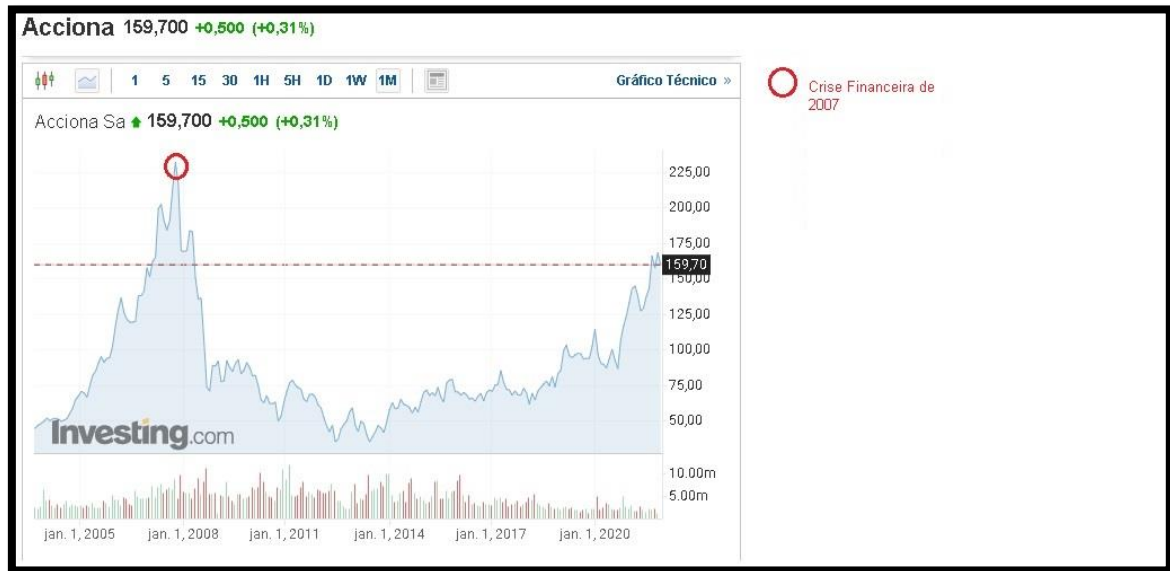 Acciona 159,700 +0,500 (+0,31%)
1 5 15 30 1H 5H 1D 1W 1M Gráfico Técnico »
Acciona Sa 159,700 +0,500 (+0,31%)
Crise Financeira de
2007
225,00
200,00
175,00
159,70
150,00
125,00
100,00
75,00
50,00
Investing.com
10.00m
5.00m
jan. 1, 2005 jan. 1, 2008 jan. 1, 2011 jan. 1, 2014 jan. 1, 2017 jan. 1, 2020